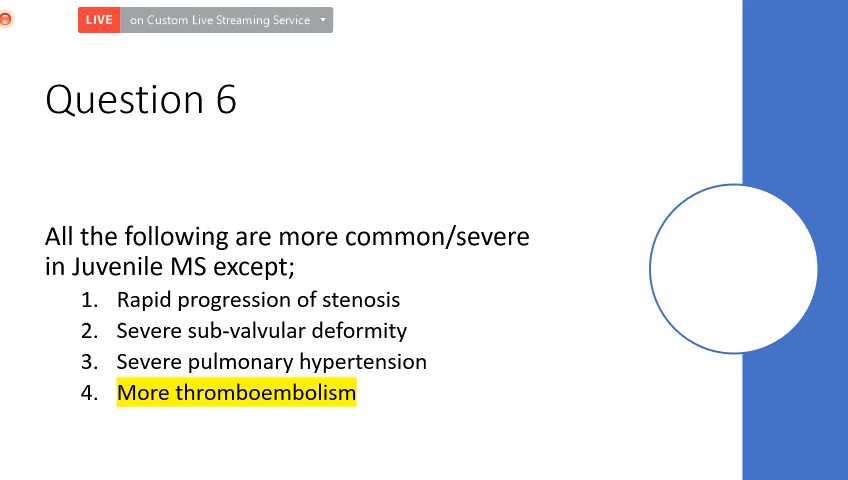 LIVE on Custom Live Streaming Service
Question 6
All the following are more common/severe
in Juvenile MS except;
1. Rapid progression of stenosis
2. Severe sub-valvular deformity
3. Severe pulmonary hypertension
4. More thromboembolism